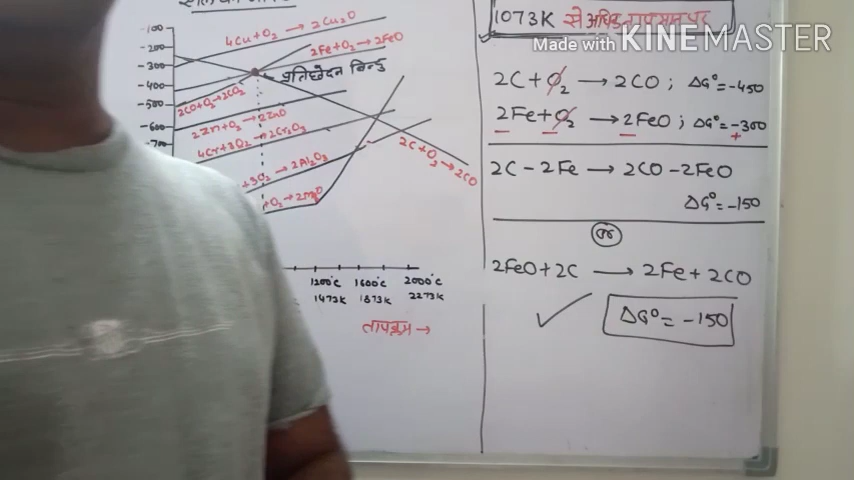 1073K से अधिक तापमान पर
Made with KINEMASTER
-100
-200
-300
-400
-500
-600
-700
4Cu+O₂ → 2Cu₂O
2Fe+O₂→2FeO
प्रतिच्छेदन बिन्दु
2CO+O₂→2CO₂
2Zn+O₂→2ZnO
4Cr+3O₂→2Cr₂O₃
+3O₂→2Al₂O₃
+O₂→2MgO
2C+O₂→2CO
1200°C 1600°C 2000°C
1473K 1873K 2273K
तापक्रम →
2C + O₂ → 2CO ; ΔG°= -450
2Fe + O₂ → 2FeO ; ΔG°= -300
+
2C - 2Fe → 2CO - 2FeO
ΔG°= -150
or
2FeO + 2C → 2Fe + 2CO
ΔG°= -150